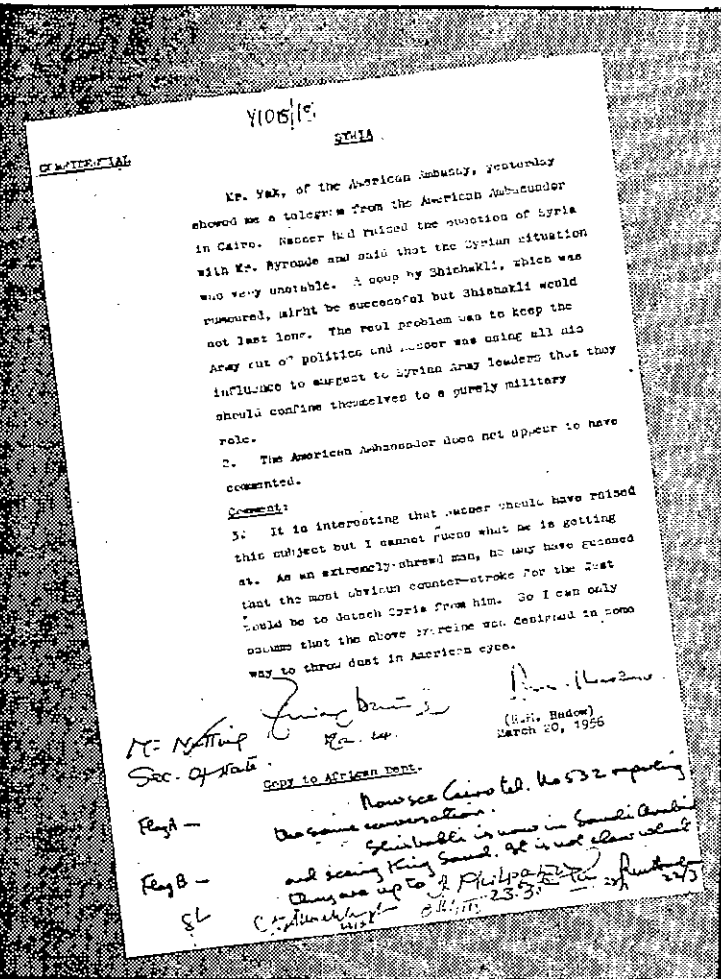 SYRIA
CONFIDENTIAL
Mr. Yak, of the American Embassy, yesterday
showed me a telegram from the American Ambassador
in Cairo. Nasser had raised the question of Syria
with Mr. Byroade and said that the Syrian situation
was very unstable. A coup by Shishakli, which was
rumoured, might be successful but Shishakli would
not last long. The real problem was to keep the
Army out of politics and Nasser was using all his
influence to suggest to Syrian Army leaders that they
should confine themselves to a purely military
role.
2. The American Ambassador does not appear to have
commented.
Comment:
3. It is interesting that Nasser should have raised
this subject but I cannot guess what he is getting
at. As an extremely shrewd man, he may have guessed
that the most obvious counter-stroke for the West
would be to detach Syria from him. So I can only
assume that the above exercise was designed in some
way to throw dust in American eyes.
(R.M. Hadow)
March 20, 1956
Mr Nutting
Sec. of State.
Copy to African Dept.
Flag A — Now see Cairo tel. No 532 reporting
the same conversation.
Flag B — Shishakli is now in Saudi Arabia
and seeing King Saud. It is not clear what
they are up to
23.3
22/3